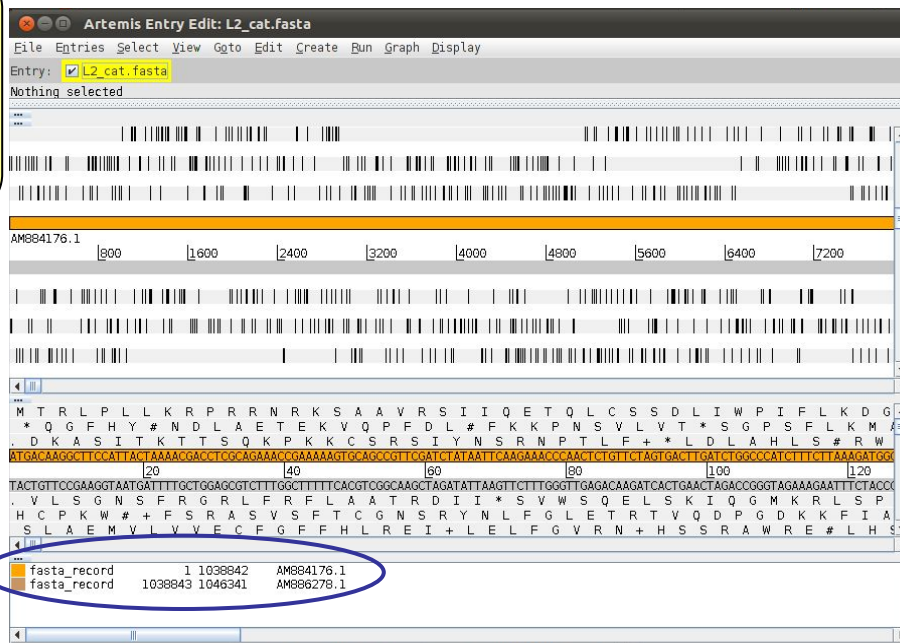 Artemis Entry Edit: L2_cat.fasta
File Entries Select View Goto Edit Create Run Graph Display
Entry: L2_cat.fasta
Nothing selected
AM884176.1
800 1600 2400 3200 4000 4800 5600 6400 7200
M T R L P L L K R P R R N R K S A A V R S I I Q E T Q L C S S D L I W P I F L K D G
* Q G F H Y # N D L A E T E K V Q P F D L # F K K P N S V L V T * S G P S F L K M
. D K A S I T K T T S Q K P K K C S R S I Y N S R N P T L F + * L D L A H L S # R W
ATGACAAGGCTTCCATTACTAAAACGACCTCGCAGAAACCGAAAAAGTGCAGCCGTTCGATCTATAATTCAAGAAACCCAACTCTGTTCTAGTGACTTGATCTGGCCCATCTTTCTTAAAGATGG
20 40 60 80 100 120
TACTGTTCCGAAGGTAATGATTTTGCTGGAGCGTCTTTGGCTTTTTCACGTCGGCAAGCTAGATATTAAGTTCTTTGGGTTGAGACAAGATCACTGAACTAGACCGGGTAGAAAGAATTTCTACC
. V L S G N S F R G R L F R F L A A T R D I I * S V W S Q E L S K I Q G M K R L S P
H C P K W # + F S R A S V S F T C G N S R Y N L F G L E T R T V Q D P G D K K F I A
S L A E M V L V V E C F G F F H L R E I + L E L F G V R N + H S S R A W R E # L H
fasta_record 1 1038842 AM884176.1
fasta_record 1038843 1046341 AM886278.1